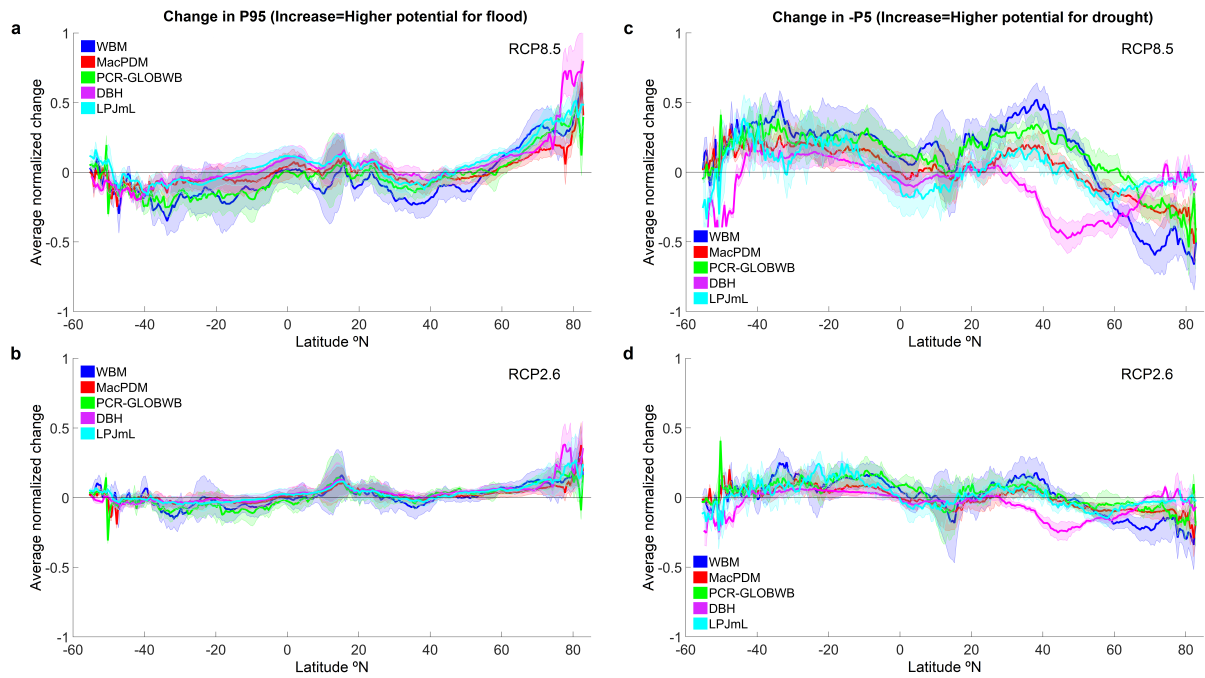 Change in P95 (Increase=Higher potential for flood)
a
RCP8.5
WBM
MacPDM
PCR-GLOBWB
DBH
LPJmL
Average normalized change
1
0.5
0
-0.5
-1
-60
-40
-20
0
20
40
60
80
Latitude ºN
b
RCP2.6
WBM
MacPDM
PCR-GLOBWB
DBH
LPJmL
Average normalized change
1
0.5
0
-0.5
-1
-60
-40
-20
0
20
40
60
80
Latitude ºN
Change in -P5 (Increase=Higher potential for drought)
c
RCP8.5
WBM
MacPDM
PCR-GLOBWB
DBH
LPJmL
Average normalized change
1
0.5
0
-0.5
-1
-60
-40
-20
0
20
40
60
80
Latitude ºN
d
RCP2.6
WBM
MacPDM
PCR-GLOBWB
DBH
LPJmL
Average normalized change
1
0.5
0
-0.5
-1
-60
-40
-20
0
20
40
60
80
Latitude ºN